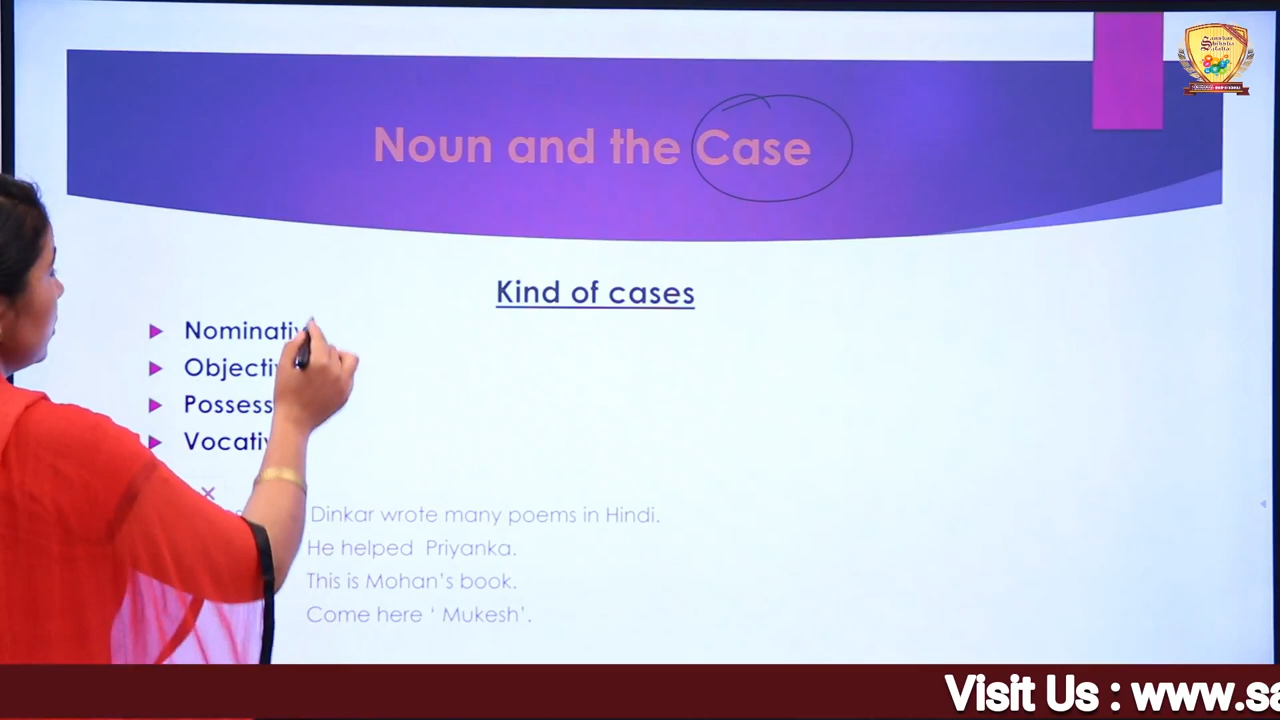 Noun and the Case
Kind of cases
Nominativ
Objecti
Possess
Vocativ
Dinkar wrote many poems in Hindi.
He helped Priyanka.
This is Mohan's book.
Come here ' Mukesh'.
Visit Us : www.sa